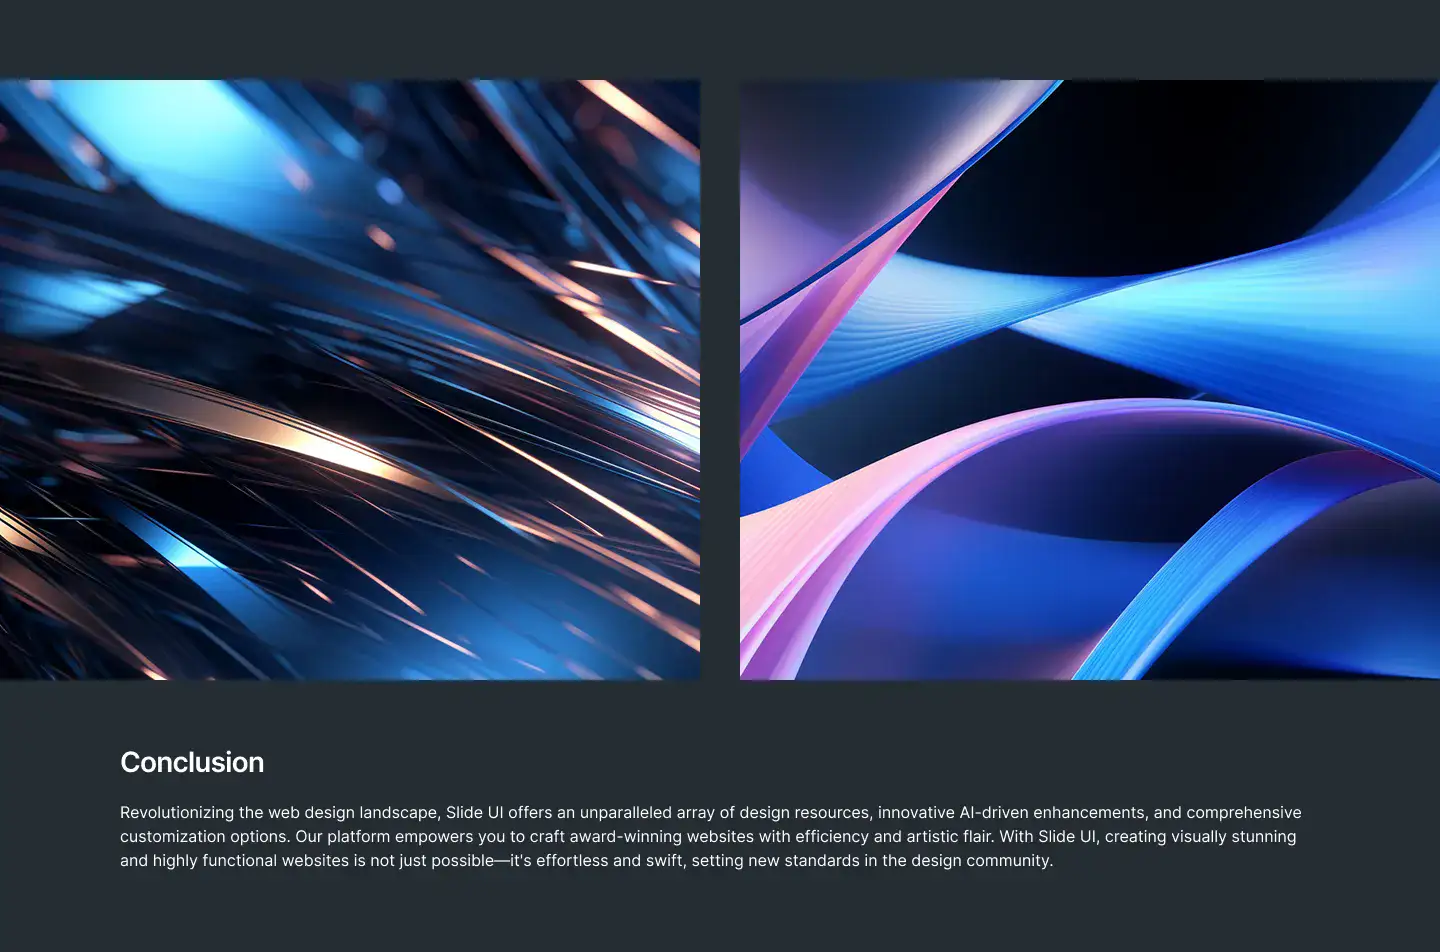 Conclusion
Revolutionizing the web design landscape, Slide UI offers an unparalleled array of design resources, innovative AI-driven enhancements, and comprehensive
customization options. Our platform empowers you to craft award-winning websites with efficiency and artistic flair. With Slide UI, creating visually stunning
and highly functional websites is not just possible—it's effortless and swift, setting new standards in the design community.